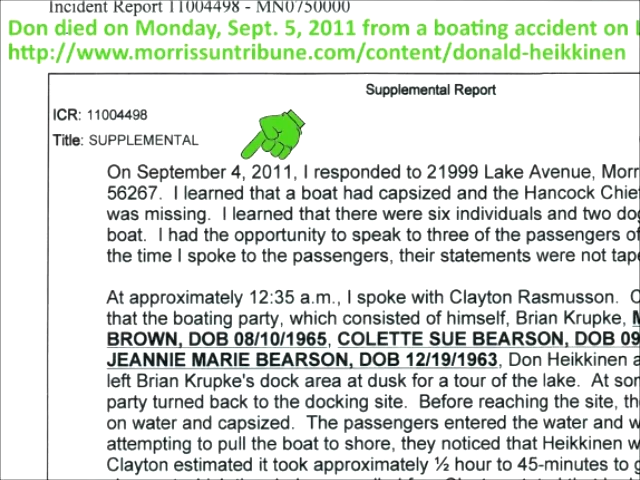 Incident Report 11004498 - MN0750000
Don died on Monday, Sept. 5, 2011 from a boating accident on
http://www.morrissuntribune.com/content/donald-heikkinen
Supplemental Report
ICR: 11004498
Title: SUPPLEMENTAL
On September 4, 2011, I responded to 21999 Lake Avenue,
56267. I learned that a boat had capsized and the Hancock
was missing. I learned that there were six individuals and two
boat. I had the opportunity to speak to three of the passengers of
the time I spoke to the passengers, their statements were not
At approximately 12:35 a.m., I spoke with Clayton Rasmusson.
that the boating party, which consisted of himself, Brian Krupke,
BROWN, DOB 08/10/1965, COLETTE SUE BEARSON, DOB 09
JEANNIE MARIE BEARSON, DOB 12/19/1963, Don Heikkinen
left Brian Krupke's dock area at dusk for a tour of the lake. At
party turned back to the docking site. Before reaching the site,
on water and capsized. The passengers entered the water and
attempting to pull the boat to shore, they noticed that Heikkinen
Clayton estimated it took approximately ½ hour to 45-minutes to